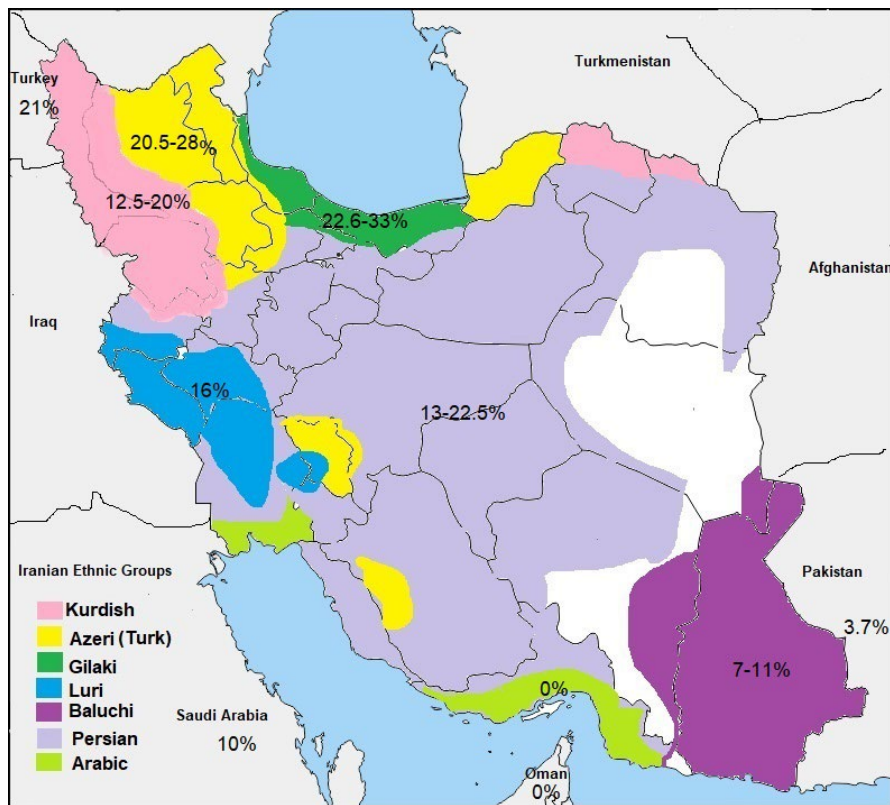 Turkey
21%
Turkmenistan
20.5-28%
12.5-20%
22.6-33%
Afghanistan
Iraq
16%
13-22.5%
Iranian Ethnic Groups
Kurdish
Azeri (Turk)
Gilaki
Luri
Baluchi
Persian
Arabic
Pakistan
3.7%
7-11%
0%
Saudi Arabia
10%
Oman
0%